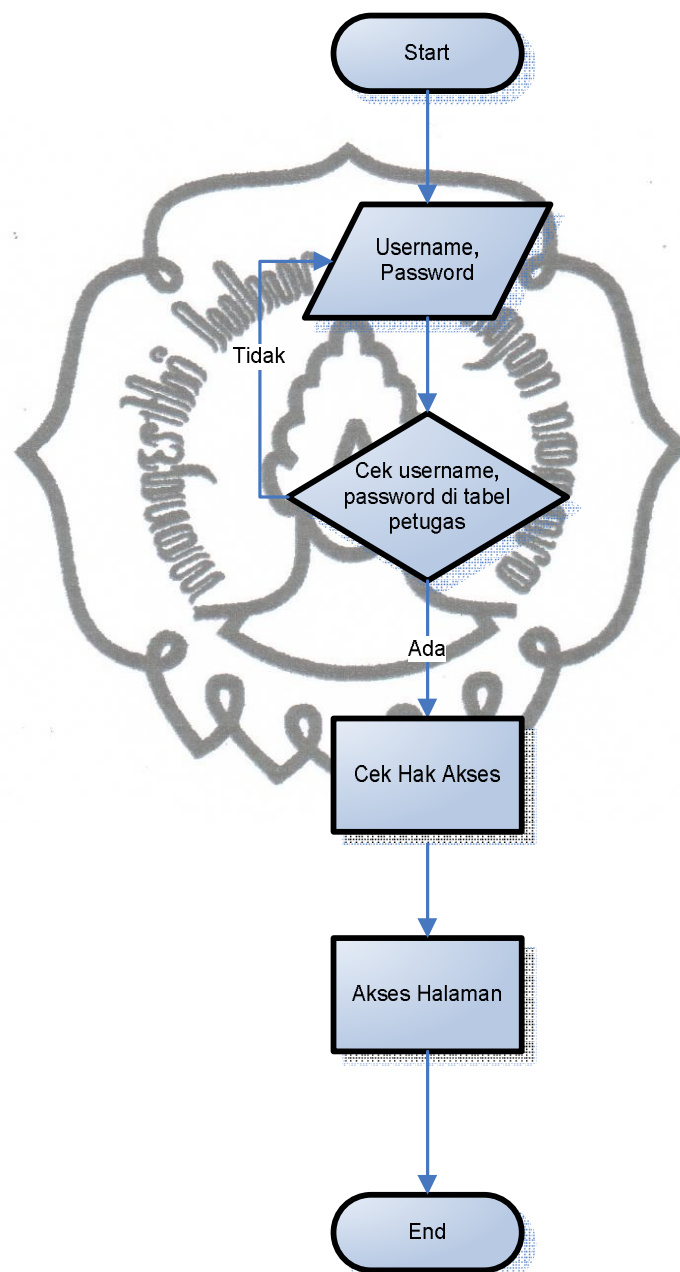 Start
Username,
Password
Tidak
Cek username,
password di tabel
petugas
Ada
Cek Hak Akses
Akses Halaman
End